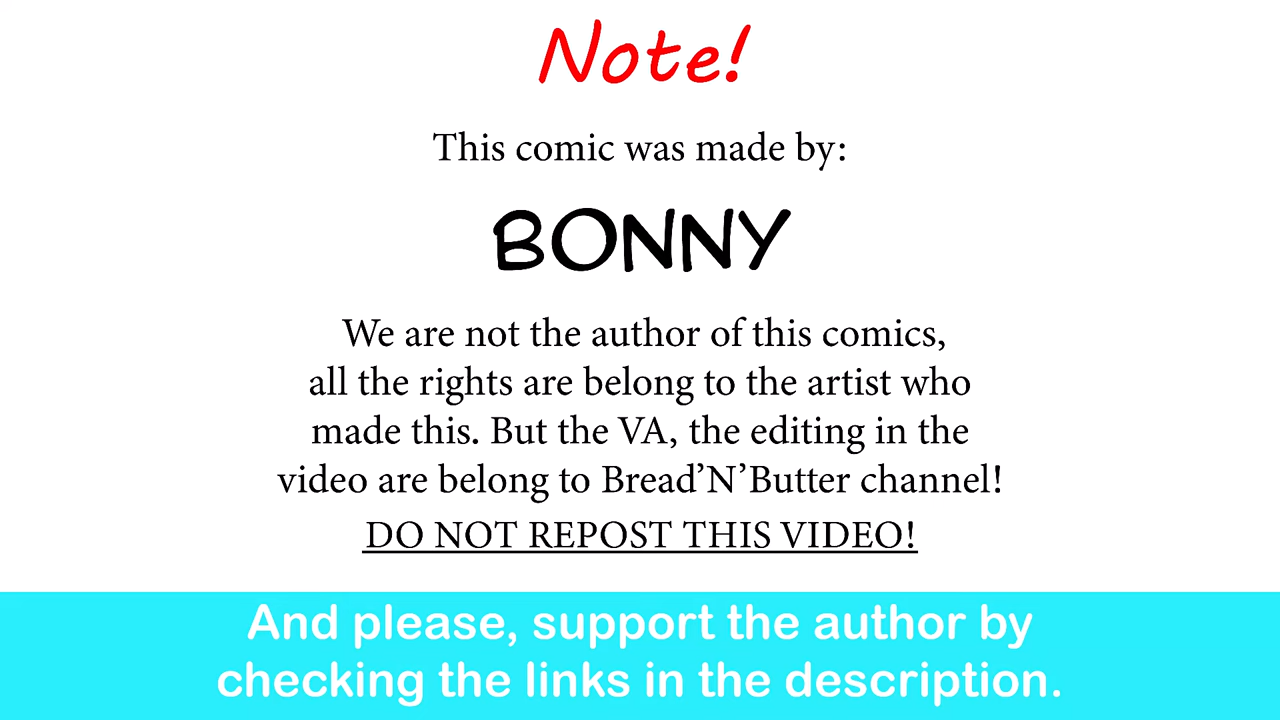 Note!
This comic was made by:
BONNY
We are not the author of this comics,
all the rights are belong to the artist who
made this. But the VA, the editing in the
video are belong to Bread’N’Butter channel!
DO NOT REPOST THIS VIDEO!
And please, support the author by
checking the links in the description.